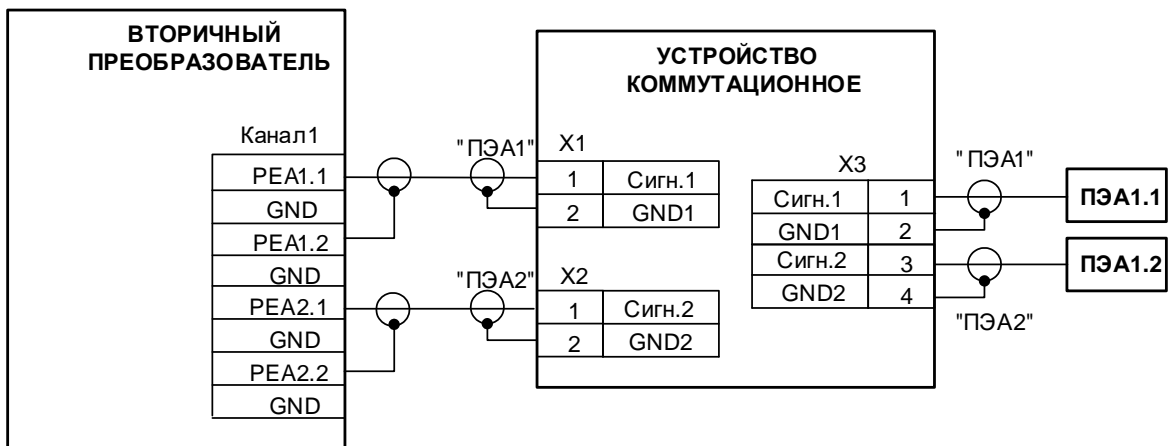 ВТОРИЧНЫЙ
ПРЕОБРАЗОВАТЕЛЬ
Канал1
PEA1.1
GND
PEA1.2
GND
PEA2.1
GND
PEA2.2
GND
"ПЭА1"
"ПЭА2"
УСТРОЙСТВО
КОММУТАЦИОННОЕ
X1
1 Сигн.1
2 GND1
X2
1 Сигн.2
2 GND2
X3
Сигн.1 1
GND1 2
Сигн.2 3
GND2 4
"ПЭА1"
"ПЭА2"
ПЭА1.1
ПЭА1.2